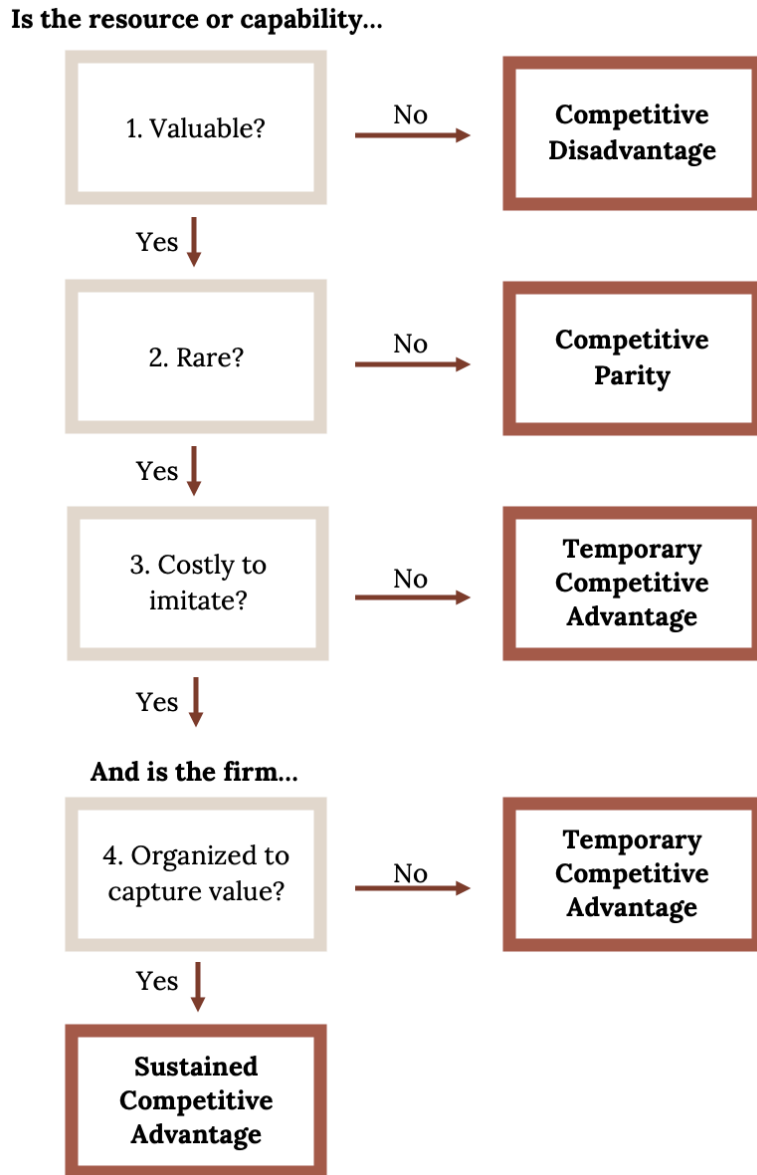 Is the resource or capability...
1. Valuable?
No
Competitive
Disadvantage
Yes
2. Rare?
No
Competitive
Parity
Yes
3. Costly to
imitate?
No
Temporary
Competitive
Advantage
Yes
And is the firm...
4. Organized to
capture value?
No
Temporary
Competitive
Advantage
Yes
Sustained
Competitive
Advantage